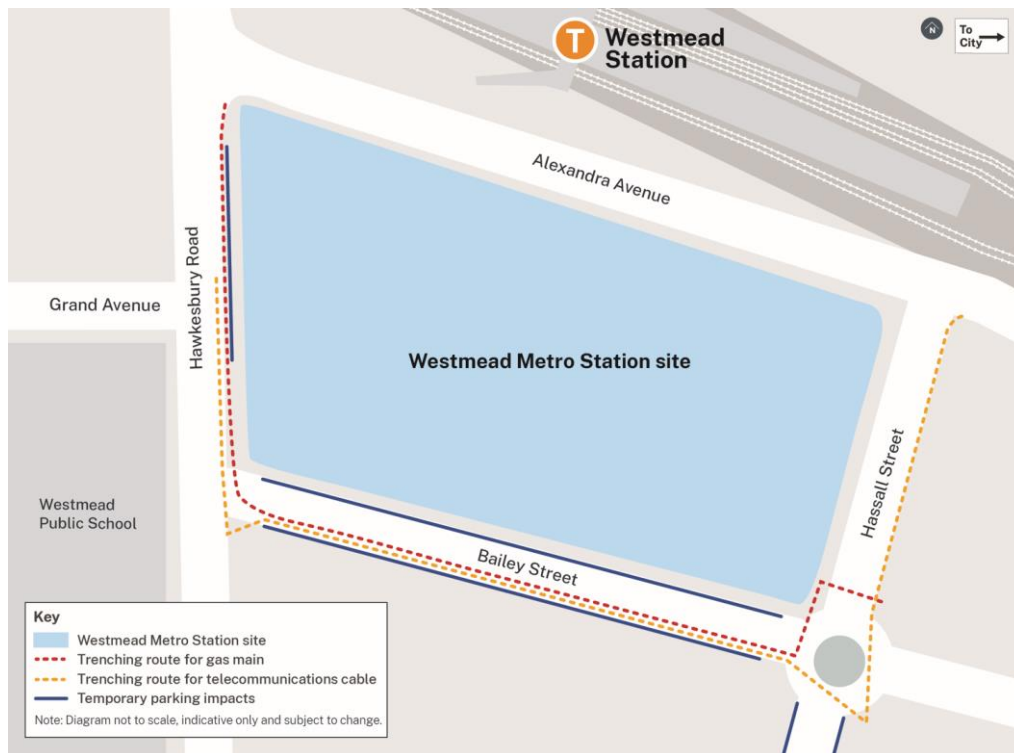 T
Westmead
Station
N
To
City
Alexandra Avenue
Hawkesbury Road
Grand Avenue
Westmead Metro Station site
Hassall Street
Westmead
Public School
Bailey Street
Key
Westmead Metro Station site
Trenching route for gas main
Trenching route for telecommunications cable
Temporary parking impacts
Note: Diagram not to scale, indicative only and subject to change.